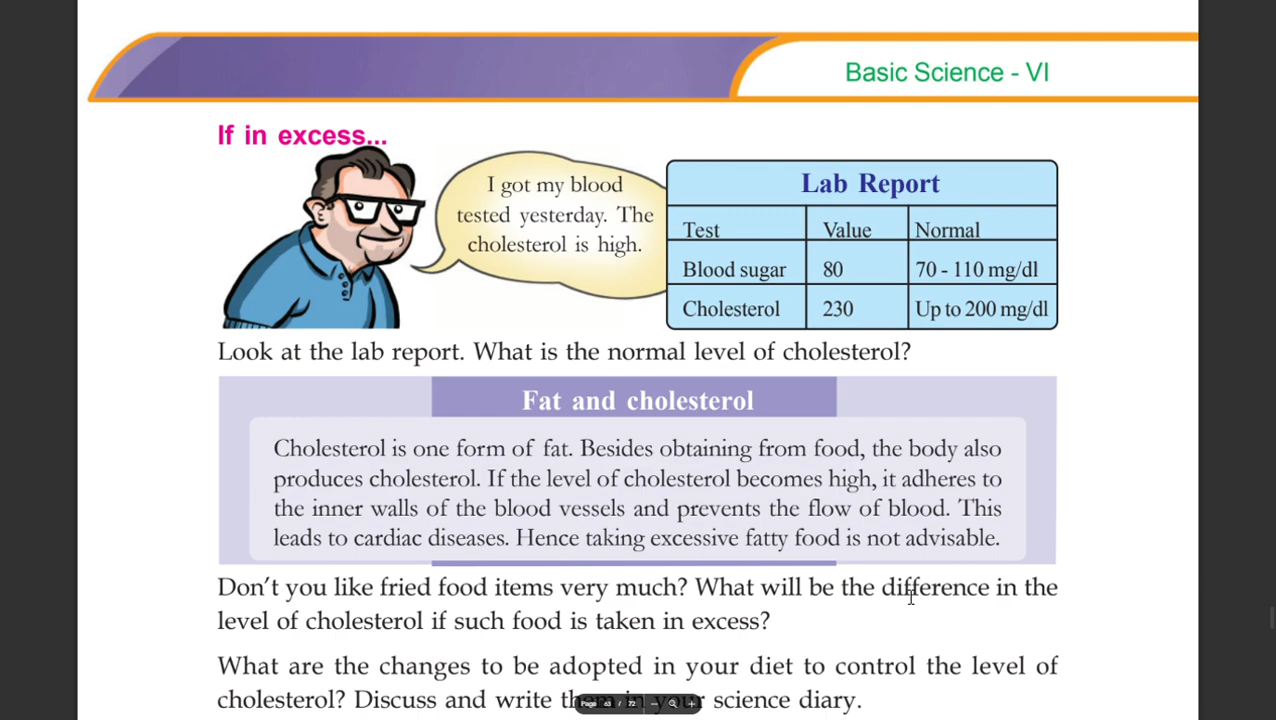 Basic Science - VI
If in excess...
I got my blood
tested yesterday. The
cholesterol is high.
Lab Report
Test Value Normal
Blood sugar 80 70 - 110 mg/dl
Cholesterol 230 Up to 200 mg/dl
Look at the lab report. What is the normal level of cholesterol?
Fat and cholesterol
Cholesterol is one form of fat. Besides obtaining from food, the body also
produces cholesterol. If the level of cholesterol becomes high, it adheres to
the inner walls of the blood vessels and prevents the flow of blood. This
leads to cardiac diseases. Hence taking excessive fatty food is not advisable.
Don't you like fried food items very much? What will be the difference in the
level of cholesterol if such food is taken in excess?
What are the changes to be adopted in your diet to control the level of
cholesterol? Discuss and write them in your science diary.
Page 63 / 72